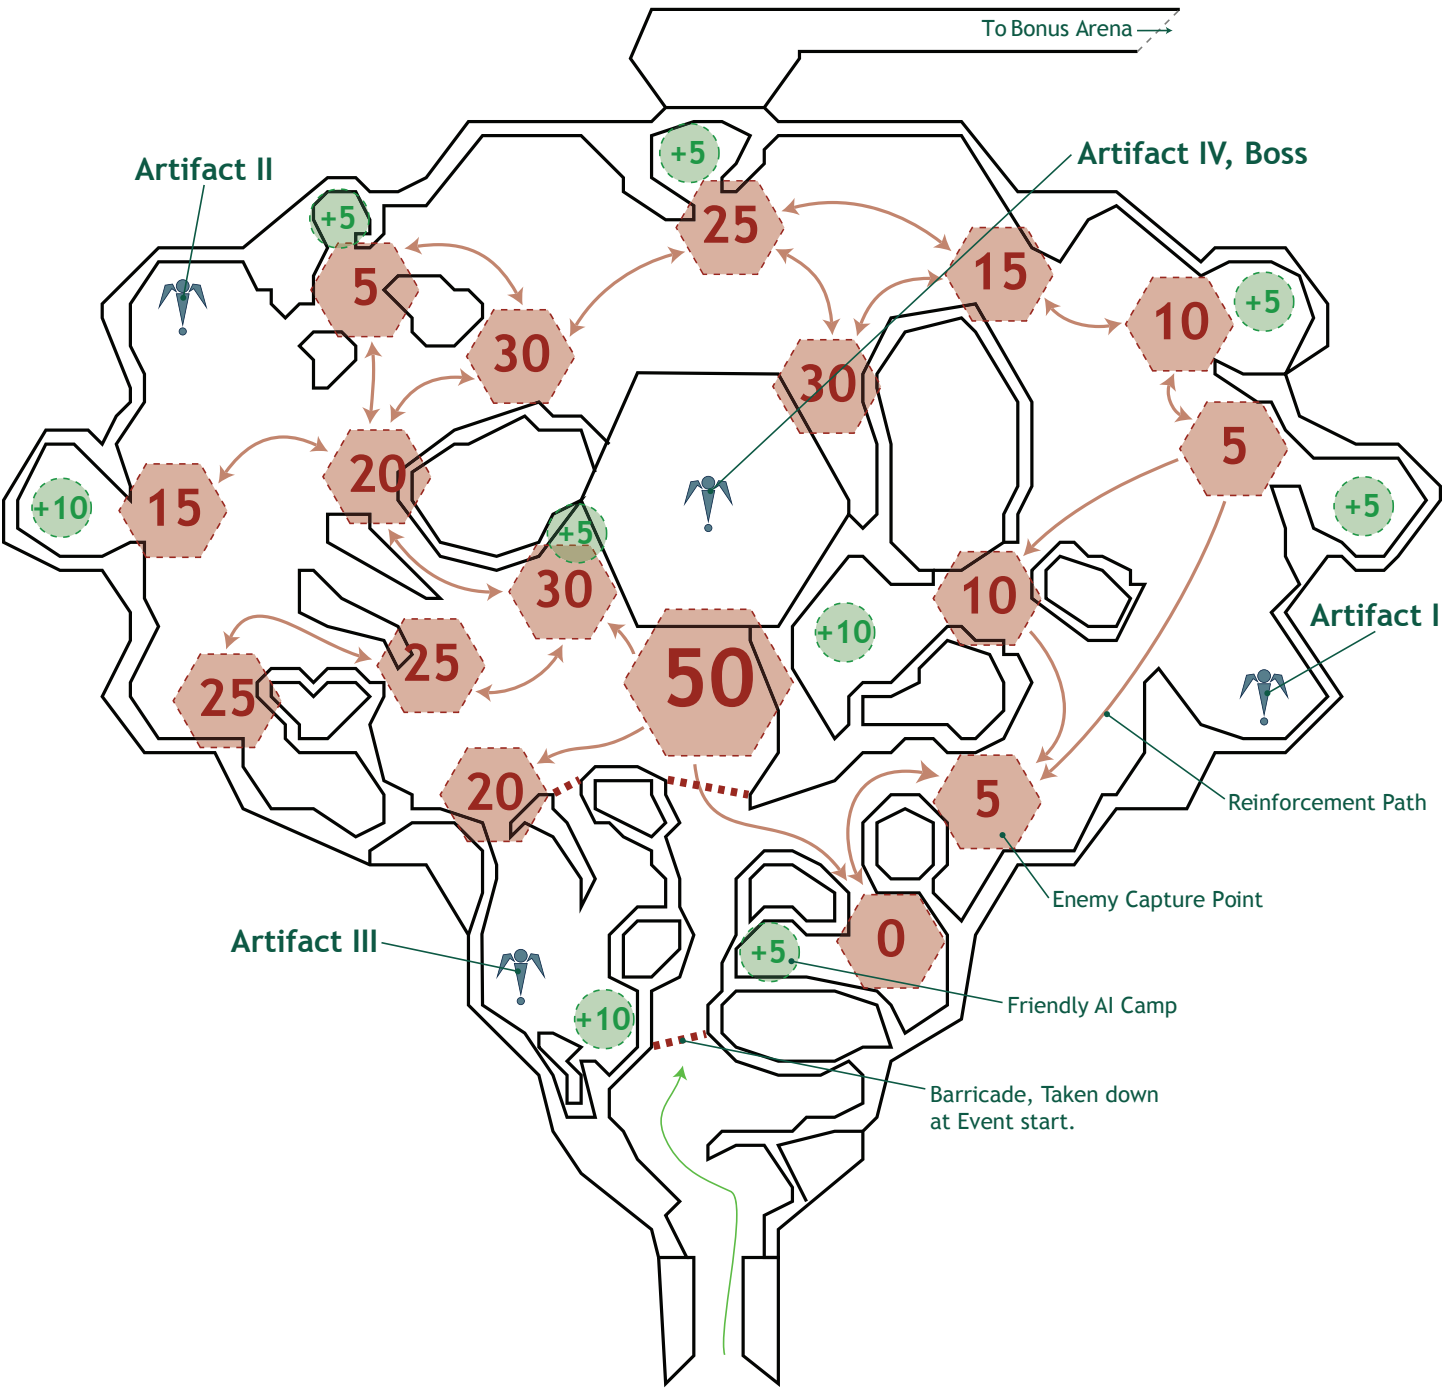 To Bonus Arena
+5
Artifact IV, Boss
Artifact II
+5
25
15
5
+5
10
30
30
5
20
+10
15
+5
+5
30
10
Artifact I
+10
25
50
25
20
5
Reinforcement Path
Enemy Capture Point
0
Artifact III
+5
Friendly AI Camp
+10
Barricade, Taken down
at Event start.